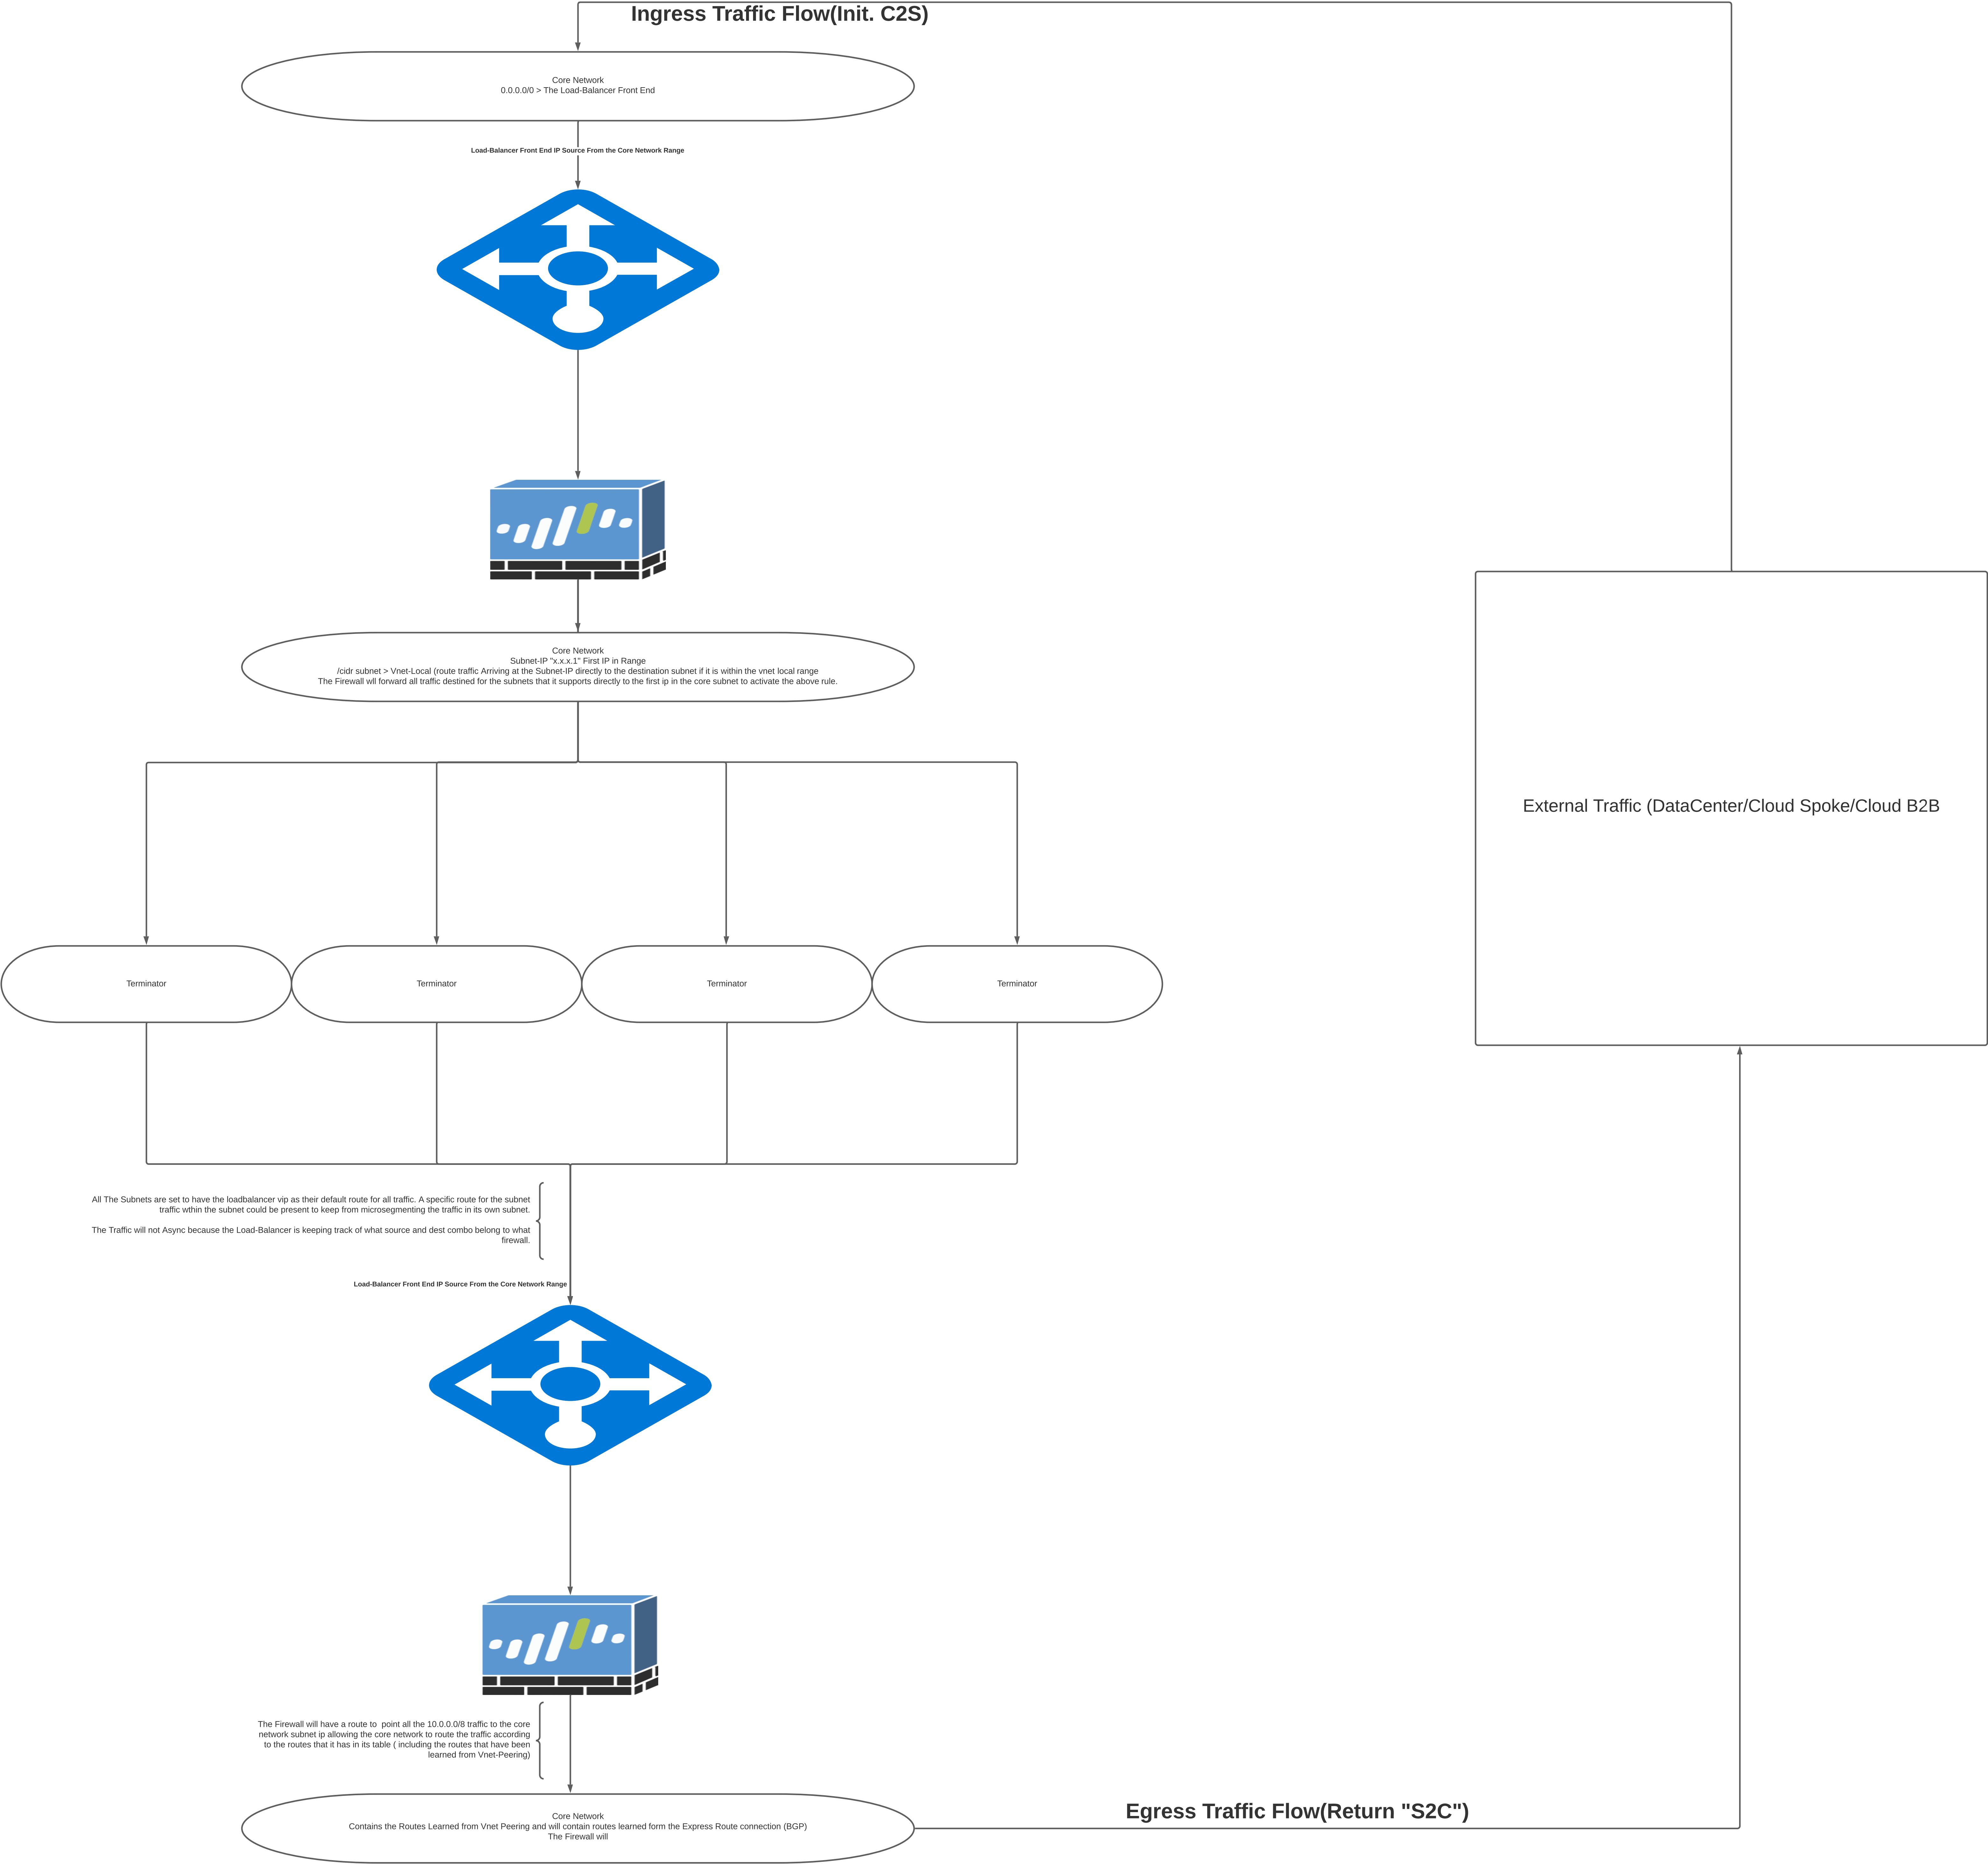 Ingress Traffic Flow(Init. C2S)
Core Network
0.0.0.0/0 > The Load-Balancer Front End
Load-Balancer Front End IP Source From the Core Network Range
Core Network
Subnet-IP "x.x.x.1" First IP in Range
/cidr subnet > Vnet-Local (route traffic Arriving at the Subnet-IP directly to the destination subnet if it is within the vnet local range
The Firewall wll forward all traffic destined for the subnets that it supports directly to the first ip in the core subnet to activate the above rule.
External Traffic (DataCenter/Cloud Spoke/Cloud B2B
Terminator
Terminator
Terminator
Terminator
All The Subnets are set to have the loadbalancer vip as their default route for all traffic. A specific route for the subnet
traffic wthin the subnet could be present to keep from microsegmenting the traffic in its own subnet.
The Traffic will not Async because the Load-Balancer is keeping track of what source and dest combo belong to what
firewall.
Load-Balancer Front End IP Source From the Core Network Range
The Firewall will have a route to  point all the 10.0.0.0/8 traffic to the core
network subnet ip allowing the core network to route the traffic according
to the routes that it has in its table ( including the routes that have been
learned from Vnet-Peering)
Core Network
Contains the Routes Learned from Vnet Peering and will contain routes learned form the Express Route connection (BGP)
The Firewall will
Egress Traffic Flow(Return "S2C")